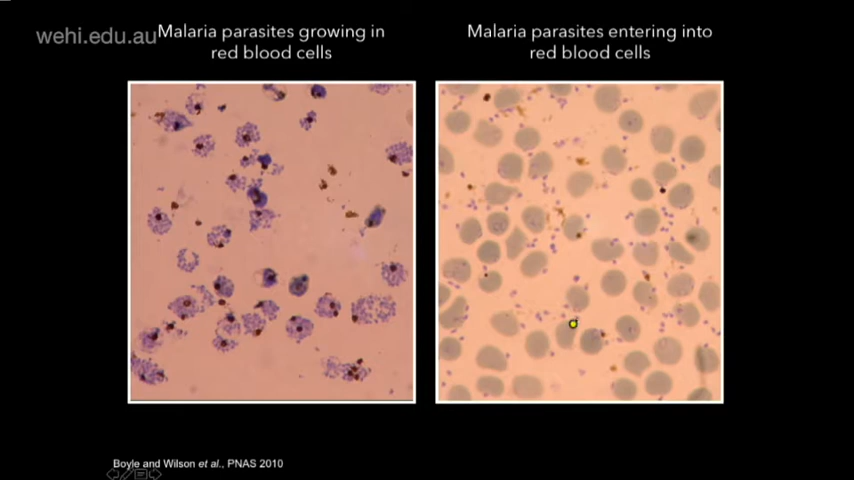 wehi.edu.au
Malaria parasites growing in
red blood cells
Malaria parasites entering into
red blood cells
Boyle and Wilson et al., PNAS 2010